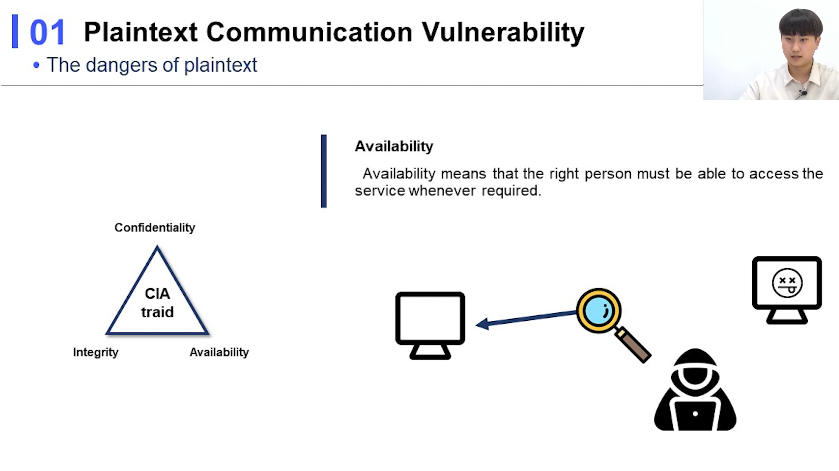 01 Plaintext Communication Vulnerability
• The dangers of plaintext
Availability
Availability means that the right person must be able to access the
service whenever required.
Confidentiality
CIA
traid
Integrity Availability